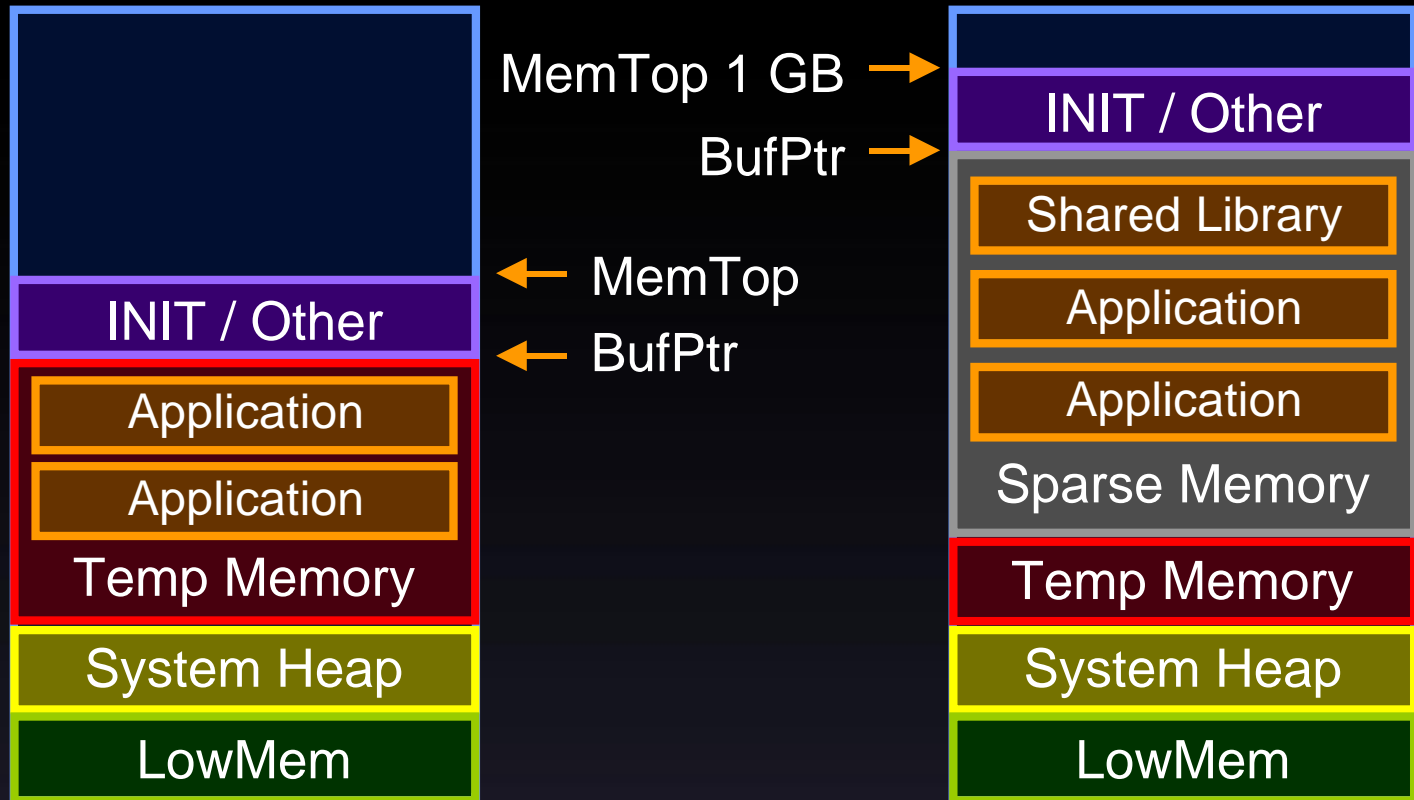 INIT / Other
Application
Application
Temp Memory
System Heap
LowMem
MemTop 1 GB
BufPtr
MemTop
BufPtr
INIT / Other
Shared Library
Application
Application
Sparse Memory
Temp Memory
System Heap
LowMem